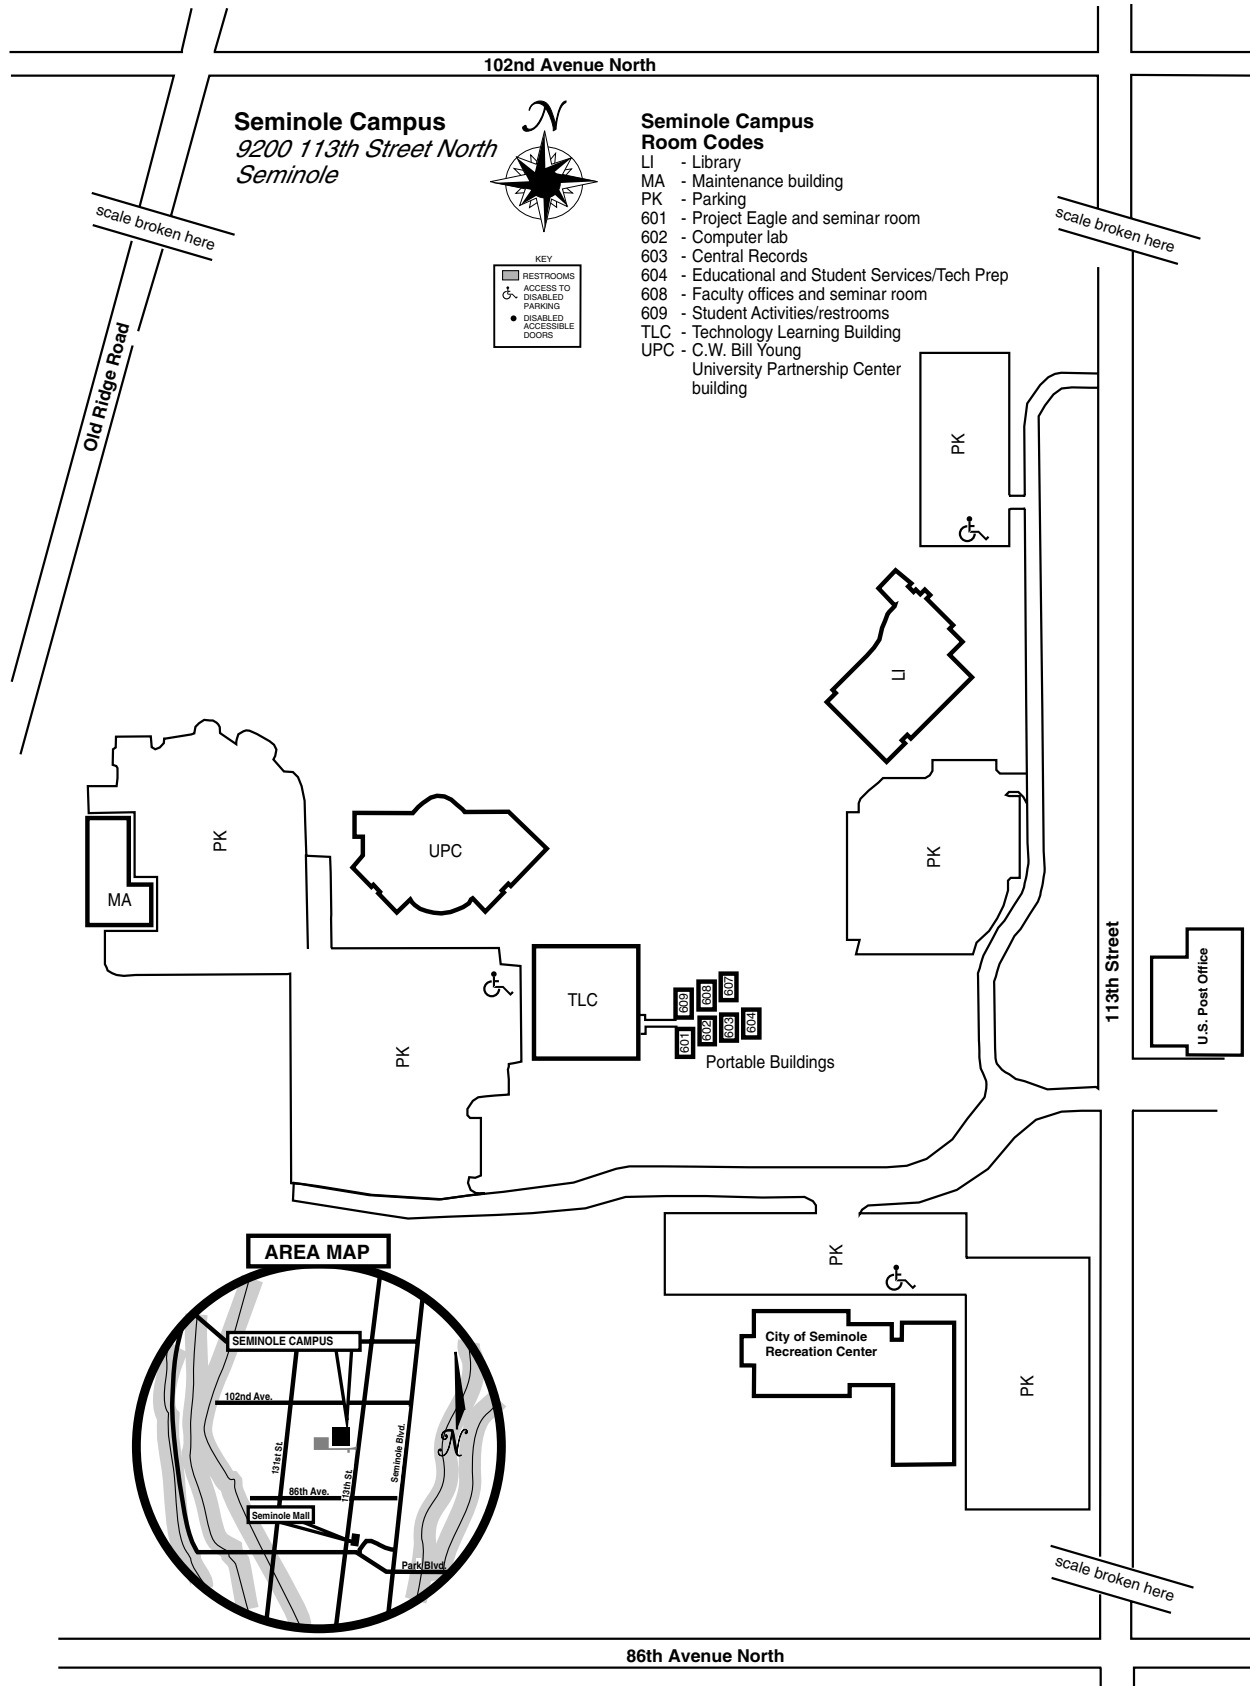 102nd Avenue North
Seminole Campus
9200 113th Street North
Seminole
N
KEY
RESTROOMS
ACCESS TO
DISABLED
PARKING
DISABLED
ACCESSIBLE
DOORS
Seminole Campus
Room Codes
LI - Library
MA - Maintenance building
PK - Parking
601 - Project Eagle and seminar room
602 - Computer lab
603 - Central Records
604 - Educational and Student Services/Tech Prep
608 - Faculty offices and seminar room
609 - Student Activities/restrooms
TLC - Technology Learning Building
UPC - C.W. Bill Young
University Partnership Center
building
scale broken here
scale broken here
Old Ridge Road
PK
LI
PK
UPC
PK
MA
113th Street
U.S. Post Office
TLC
609
608
607
601
602
603
604
Portable Buildings
PK
PK
City of Seminole
Recreation Center
PK
AREA MAP
SEMINOLE CAMPUS
102nd Ave.
131st St.
113th St.
Seminole Blvd.
N
86th Ave.
Seminole Mall
Park Blvd.
scale broken here
86th Avenue North